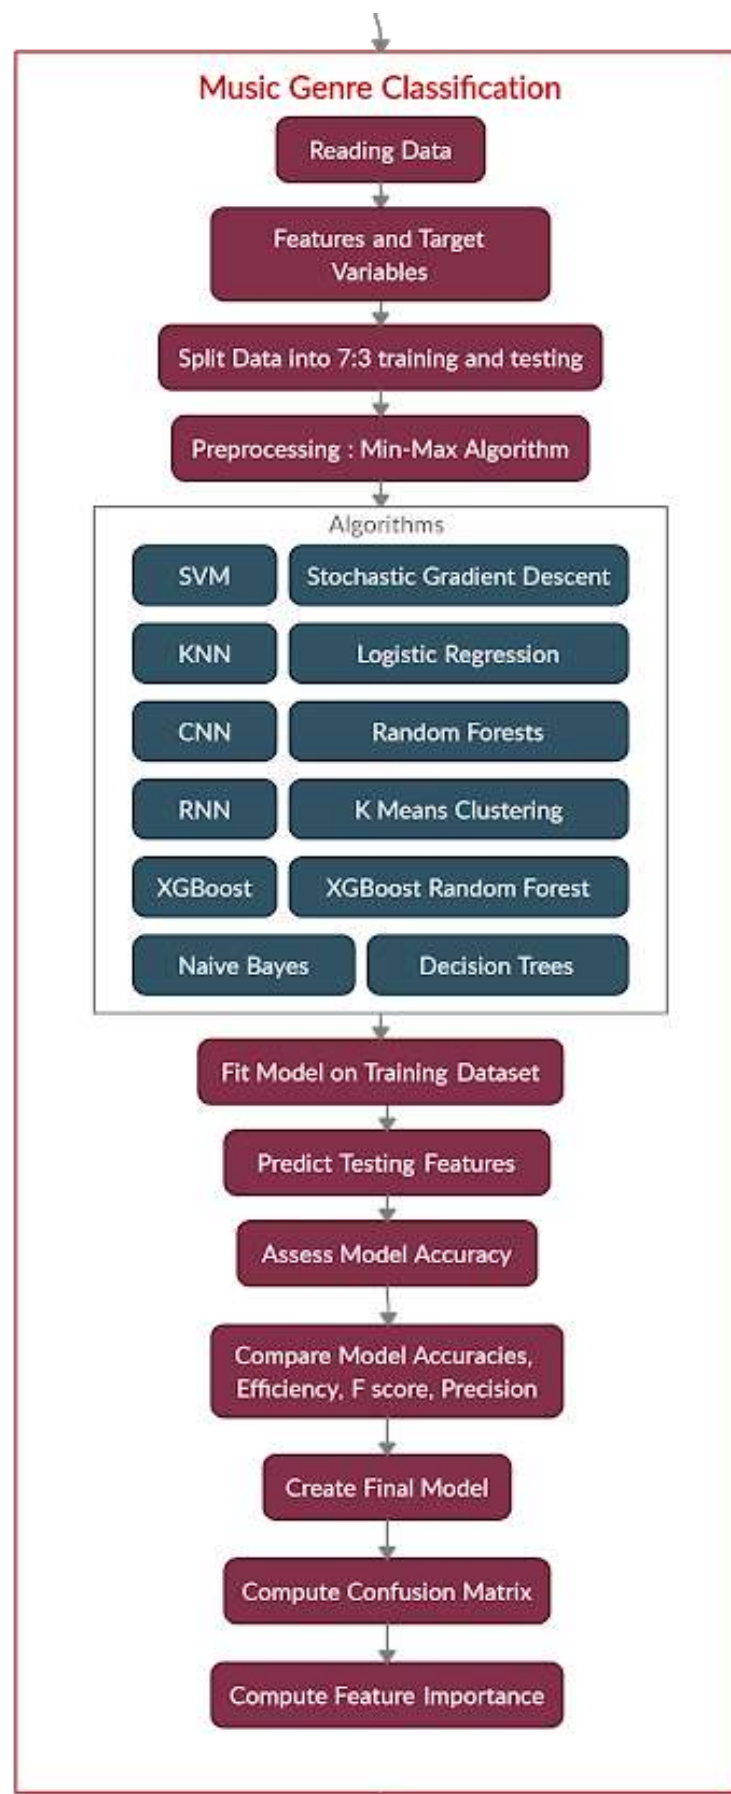 Music Genre Classification
Reading Data
Features and Target
Variables
Split Data into 7:3 training and testing
Preprocessing : Min-Max Algorithm
Algorithms
SVM
Stochastic Gradient Descent
KNN
Logistic Regression
CNN
Random Forests
RNN
K Means Clustering
XGBoost
XGBoost Random Forest
Naive Bayes
Decision Trees
Fit Model on Training Dataset
Predict Testing Features
Assess Model Accuracy
Compare Model Accuracies,
Efficiency, F score, Precision
Create Final Model
Compute Confusion Matrix
Compute Feature Importance